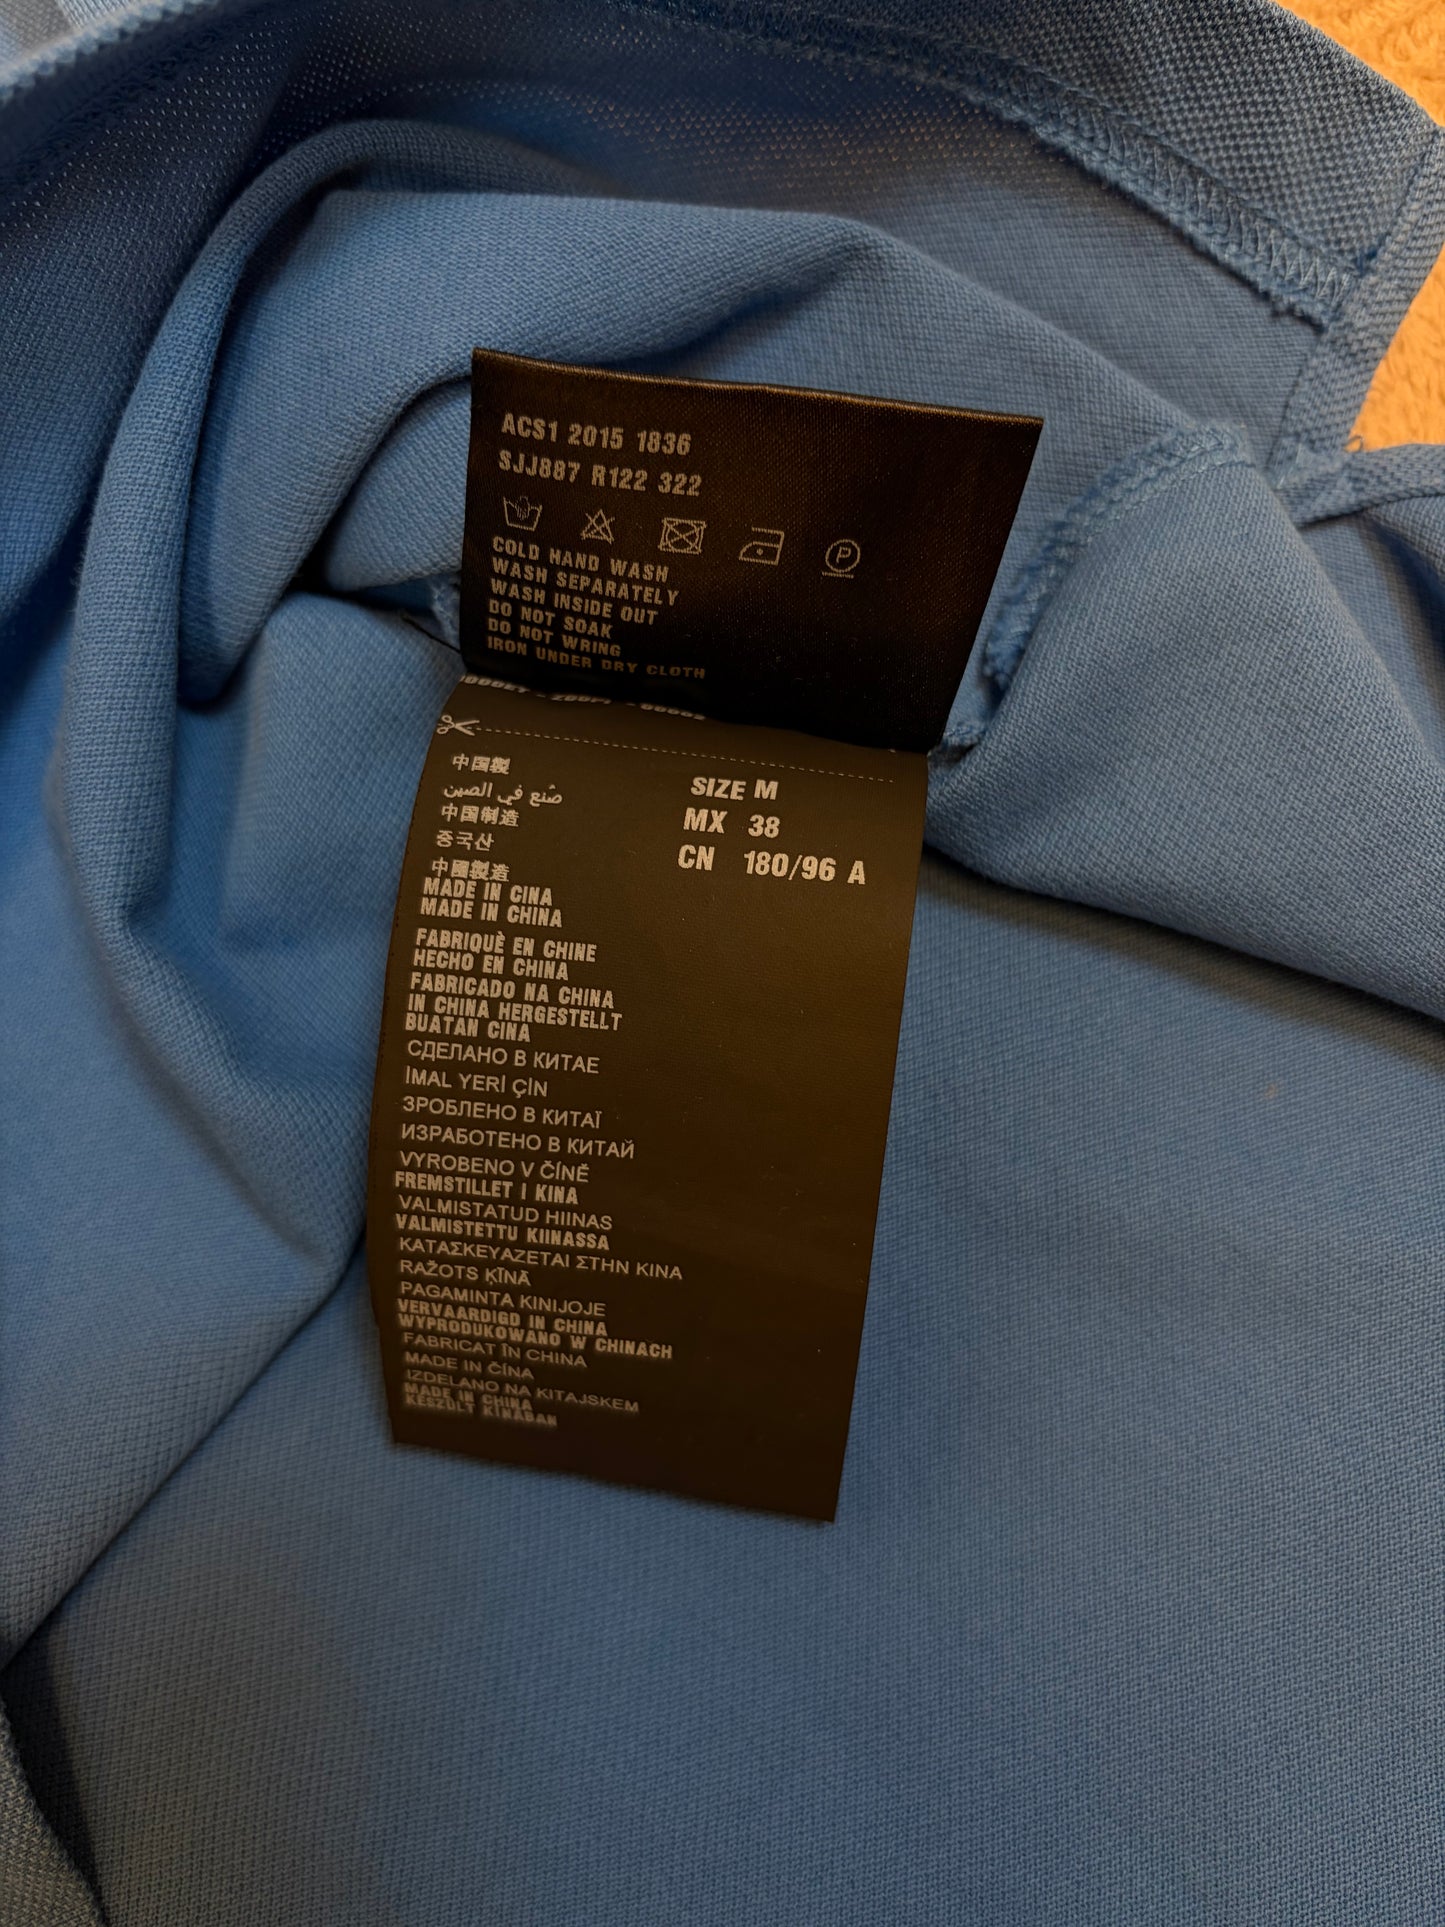 ACS1 2015 1836
SJJ887 R122 322
P
COLD HAND WASH
WASH SEPARATELY
WASH INSIDE OUT
DO NOT SOAK
DO NOT WRING
IRON UNDER DRY CLOTH
中国製
صُنع في الصين
中国制造
중국산
中國製造
MADE IN CINA
MADE IN CHINA
FABRIQUÈ EN CHINE
HECHO EN CHINA
FABRICADO NA CHINA
IN CHINA HERGESTELLT
BUATAN CINA
СДЕЛАНО В КИТАЕ
İMAL YERİ ÇİN
ЗРОБЛЕНО В КИТАЇ
ИЗРАБОТЕНО В КИТАЙ
VYROBENO V ČÍNĚ
FREMSTILLET I KINA
VALMISTATUD HIINAS
VALMISTETTU KIINASSA
ΚΑΤΑΣΚΕΥΑΖΕΤΑΙ ΣΤΗΝ ΚΙΝΑ
RAŽOTS ĶĪNĀ
PAGAMINTA KINIJOJE
VERVAARDIGD IN CHINA
WYPRODUKOWANO W CHINACH
FABRICAT ÎN CHINA
MADE IN ČÍNA
IZDELANO NA KITAJSKEM
MADE IN CHINA
KÉSZÜLT KÍNÁBAN
SIZE M
MX 38
CN 180/96 A